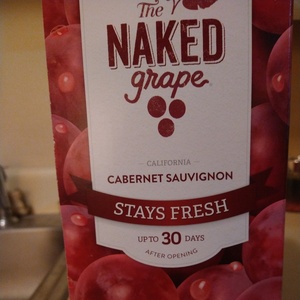 The
NAKED
grape
CALIFORNIA
CABERNET SAUVIGNON
STAYS FRESH
UP TO 30 DAYS
AFTER OPENING